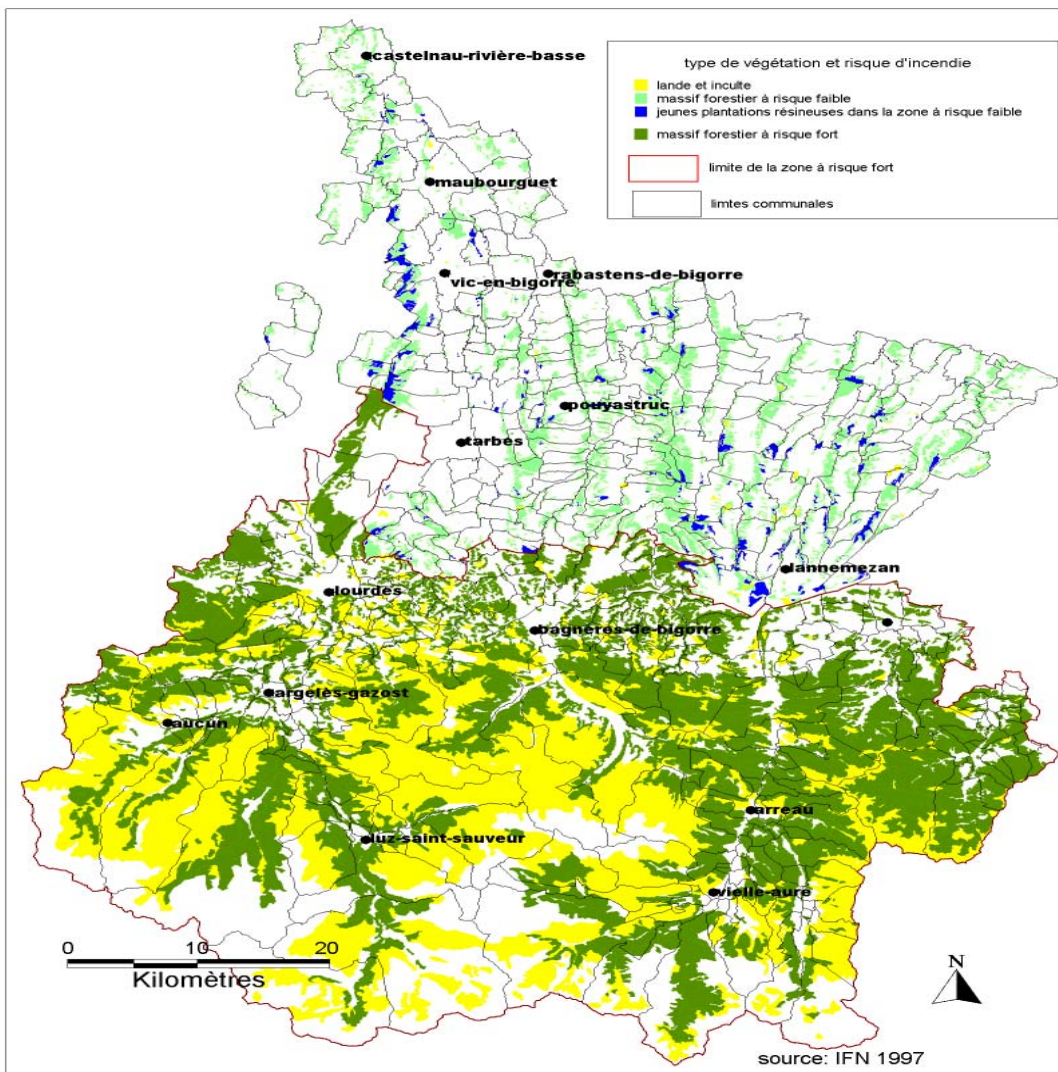 castelnau-rivière-basse
type de végétation et risque d'incendie
lande et inculte
massif forestier à risque faible
jeunes plantations résineuses dans la zone à risque faible
massif forestier à risque fort
limite de la zone à risque fort
limtes communales
maubourguet
vic-en-bigorre
rabastens-de-bigorre
pouyastruc
tarbes
lannemezan
lourdes
bagnères-de-bigorre
argelès-gazost
aucun
arreau
luz-saint-sauveur
vielle-aure
0 10 20
Kilomètres
N
source: IFN 1997